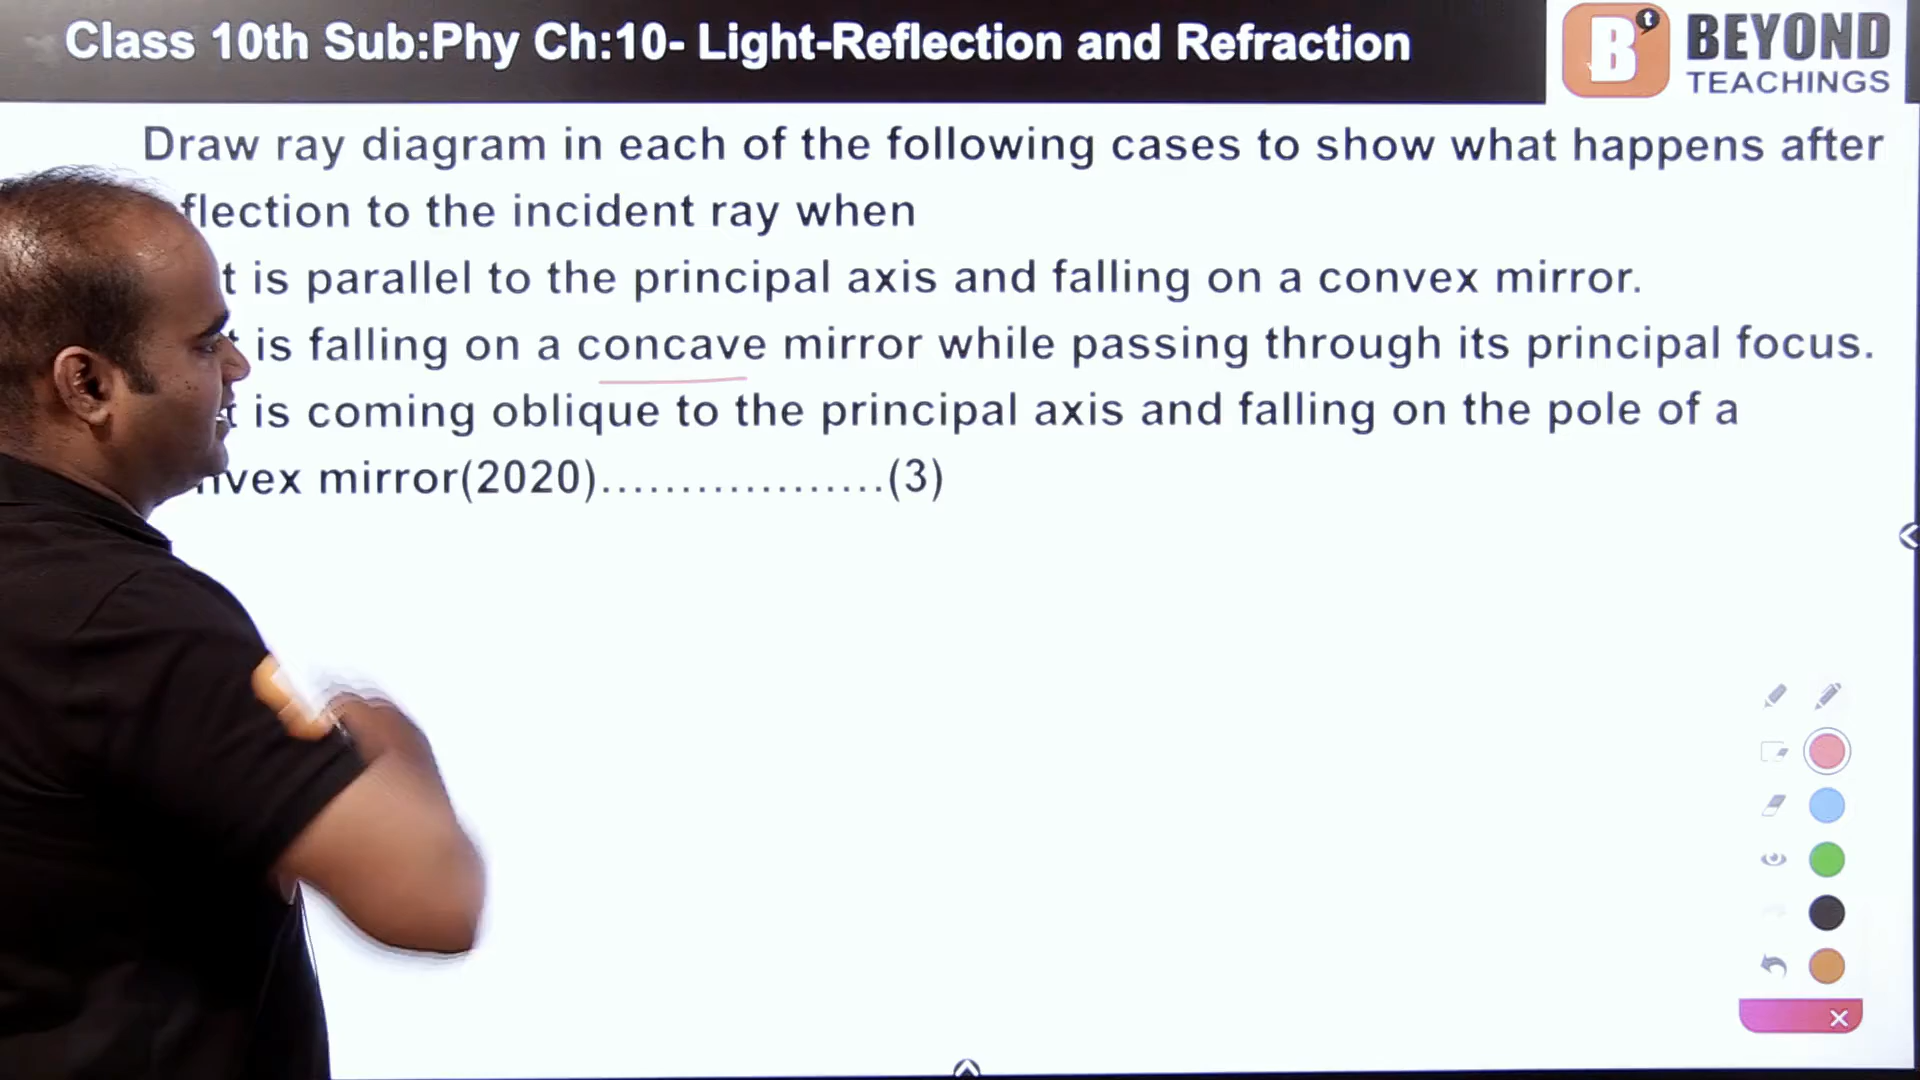 Class 10th Sub:Phy Ch:10- Light-Reflection and Refraction
B t BEYOND
TEACHINGS
Draw ray diagram in each of the following cases to show what happens after
flection to the incident ray when
t is parallel to the principal axis and falling on a convex mirror.
is falling on a concave mirror while passing through its principal focus.
t is coming oblique to the principal axis and falling on the pole of a
nvex mirror(2020)..................(3)